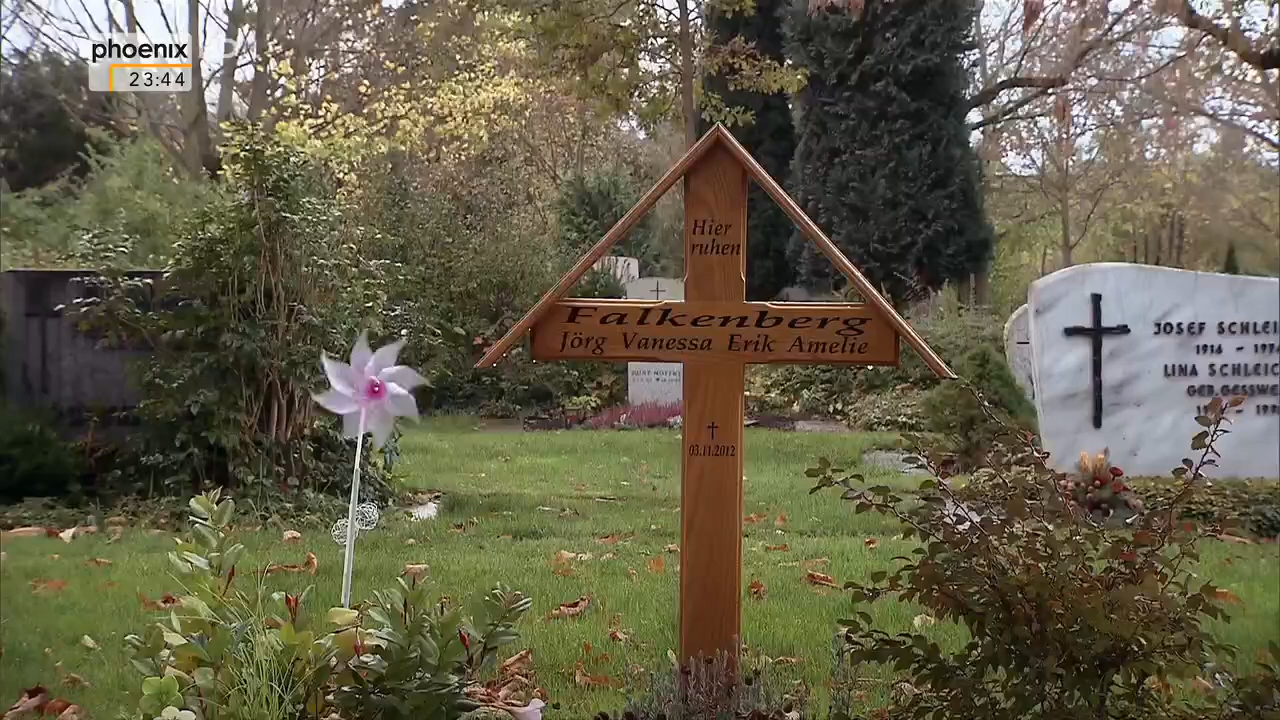 phoenix
23:44
Hier
ruhen
Falkenberg
Jörg Vanessa Erik Amelie
03.11.2012
JOSEF SCHLEI
1914 - 197
LINA SCHLEIC
GEB.GESSWE